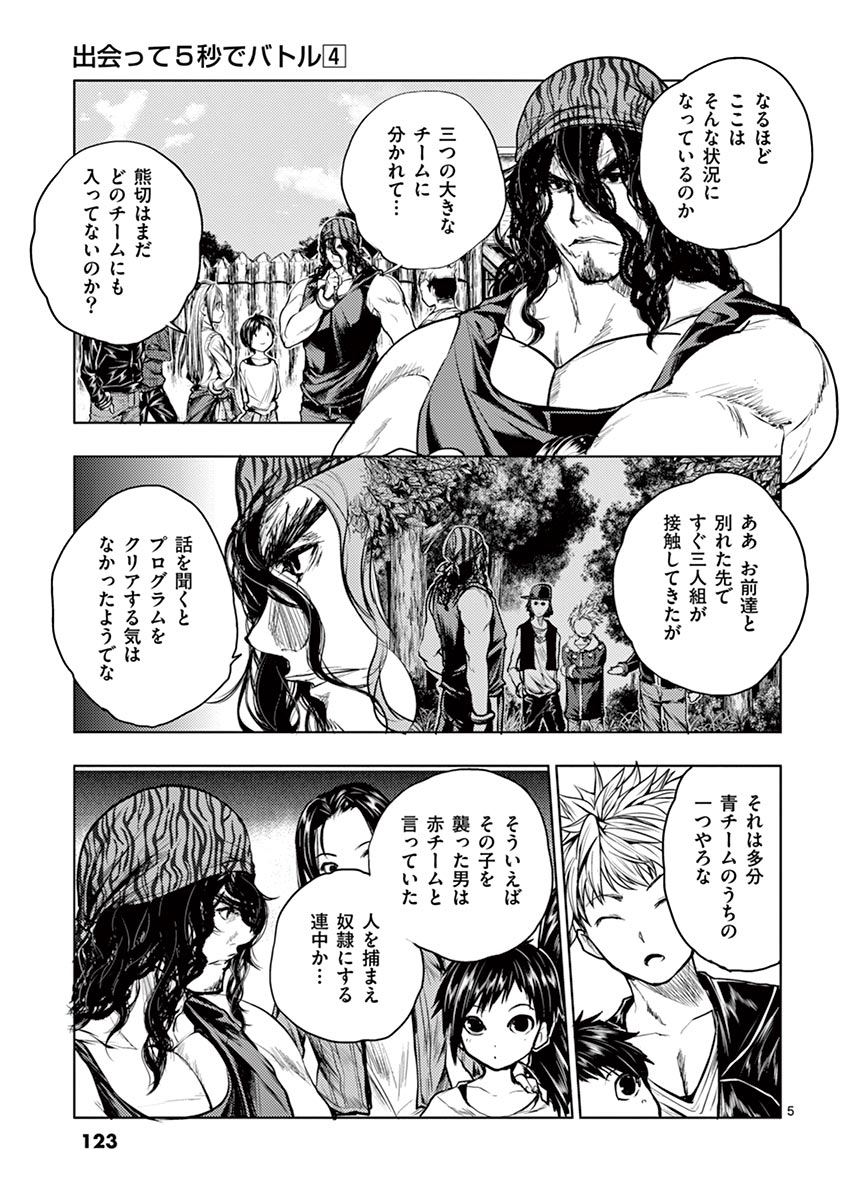 出会って5秒でバトル4
なるほど
ここは
そんな状況に
なっているのか
三つの大きな
チームに
分かれて…
熊切はまだ
どのチームにも
入ってないのか?
ああ お前達と
別れた先で
すぐ三人組が
接触してきたが
話を聞くと
プログラムを
クリアする気は
なかったようでな
それは多分
青チームのうちの
一つやろな
そういえば
その子を
襲った男は
赤チームと
言っていた
人を捕まえ
奴隷にする
連中か…
5
123